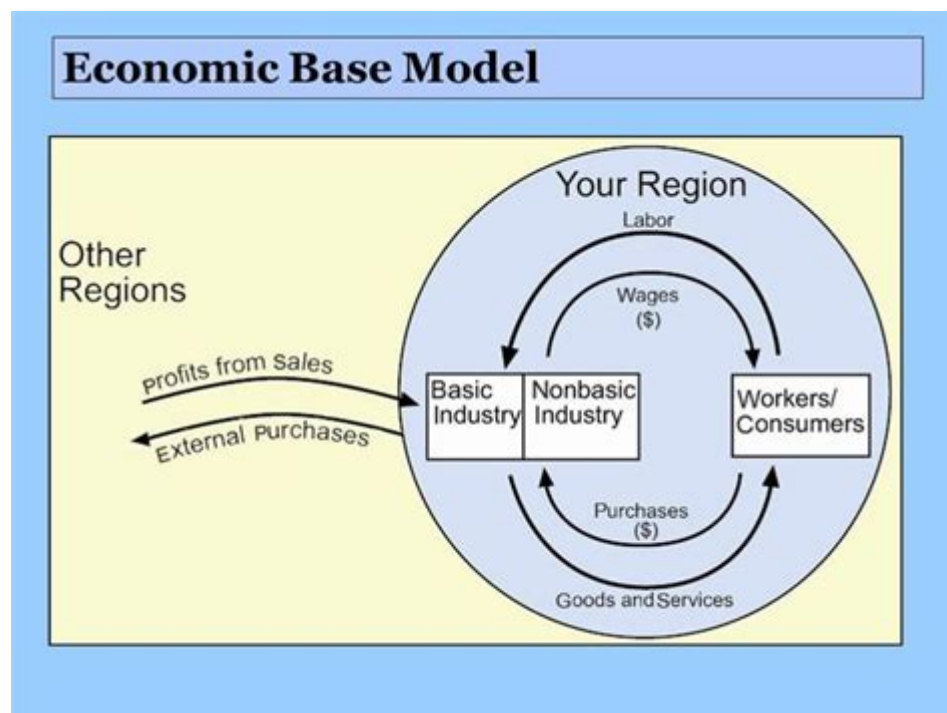 Economic Base Model
Your Region
Labor
Other
Regions
Wages
($)
Profits from Sales
External Purchases
Basic
Industry
Nonbasic
Industry
Workers/
Consumers
Purchases
($)
Goods and Services